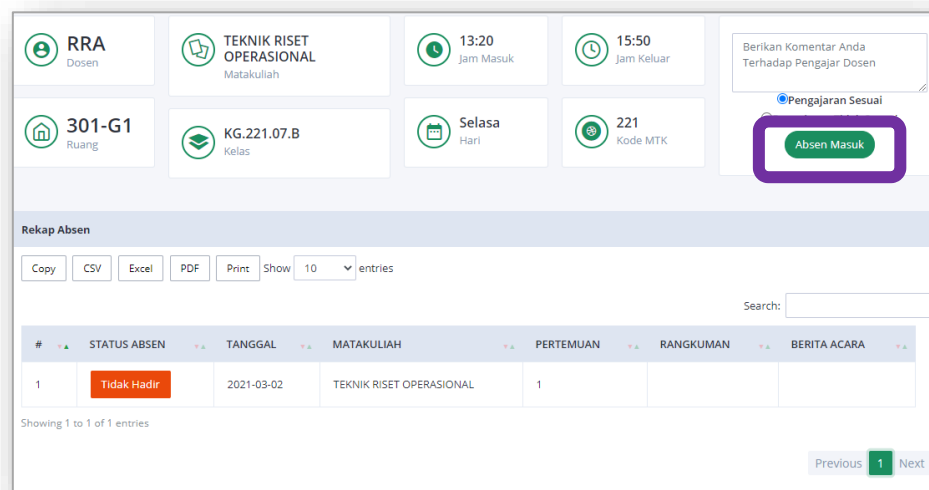 RRA
Dosen
TEKNIK RISET
OPERASIONAL
Matakuliah
13:20
Jam Masuk
15:50
Jam Keluar
Berikan Komentar Anda
Terhadap Pengajar Dosen
Pengajaran Sesuai
301-G1
Ruang
KG.221.07.B
Kelas
Selasa
Hari
221
Kode MTK
Absen Masuk
Rekap Absen
Copy CSV Excel PDF Print Show 10 entries
Search:
# STATUS ABSEN TANGGAL MATAKULIAH PERTEMUAN RANGKUMAN BERITA ACARA
1 Tidak Hadir 2021-03-02 TEKNIK RISET OPERASIONAL 1
Showing 1 to 1 of 1 entries
Previous 1 Next